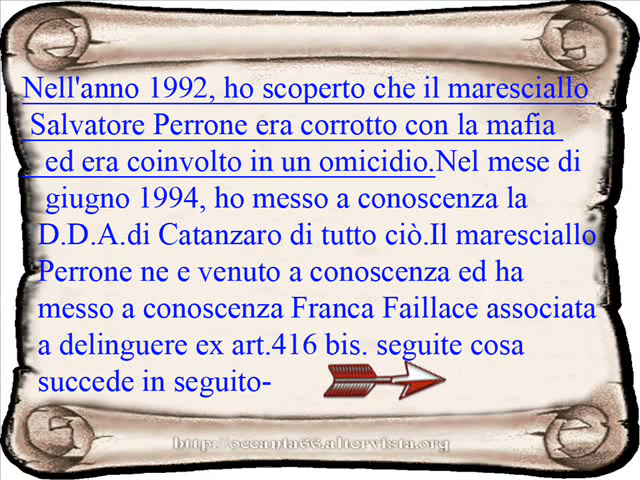 Nell'anno 1992, ho scoperto che il maresciallo
Salvatore Perrone era corrotto con la mafia
ed era coinvolto in un omicidio.Nel mese di
giugno 1994, ho messo a conoscenza la
D.D.A.di Catanzaro di tutto ciò.Il maresciallo
Perrone ne e venuto a conoscenza ed ha
messo a conoscenza Franca Faillace associata
a delinguere ex art.416 bis. seguite cosa
succede in seguito-
http://oceania66.altorvista.org